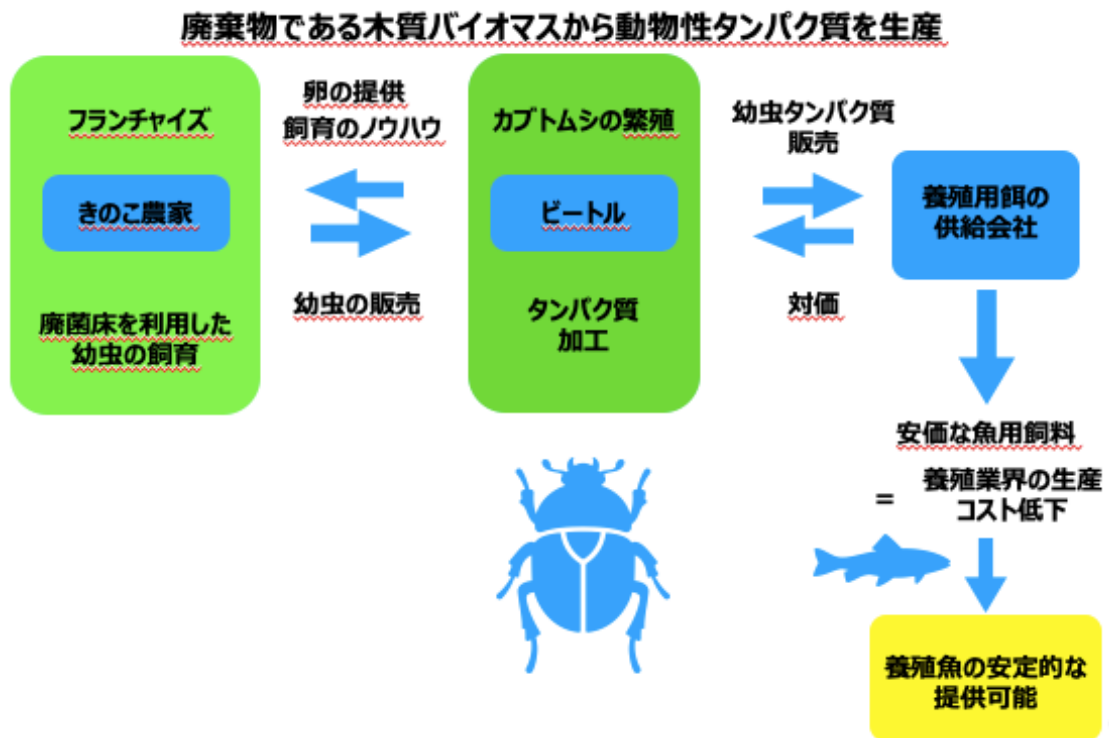 廃棄物である木質バイオマスから動物性タンパク質を生産
フランチャイズ
きのこ農家
廃菌床を利用した
幼虫の飼育
卵の提供
飼育のノウハウ
幼虫の販売
カブトムシの繁殖
ビートル
タンパク質
加工
幼虫タンパク質
販売
対価
養殖用餌の
供給会社
安価な魚用飼料
=
養殖業界の生産
コスト低下
養殖魚の安定的な
提供可能